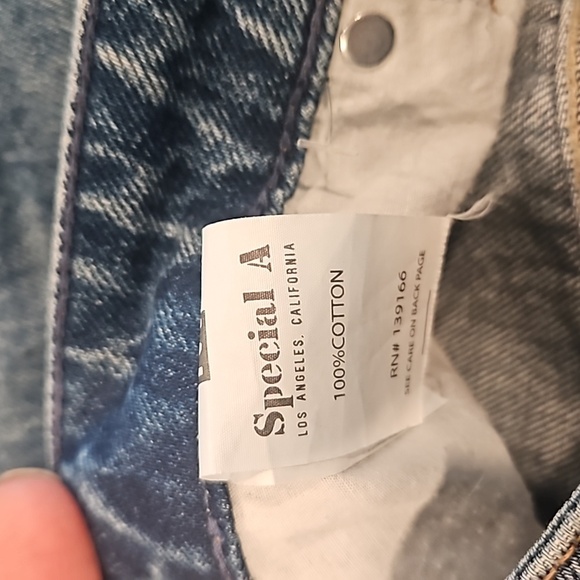 Special A
LOS ANGELES, CALIFORNIA
100%COTTON
RN# 139166
SEE CARE ON BACK PAGE